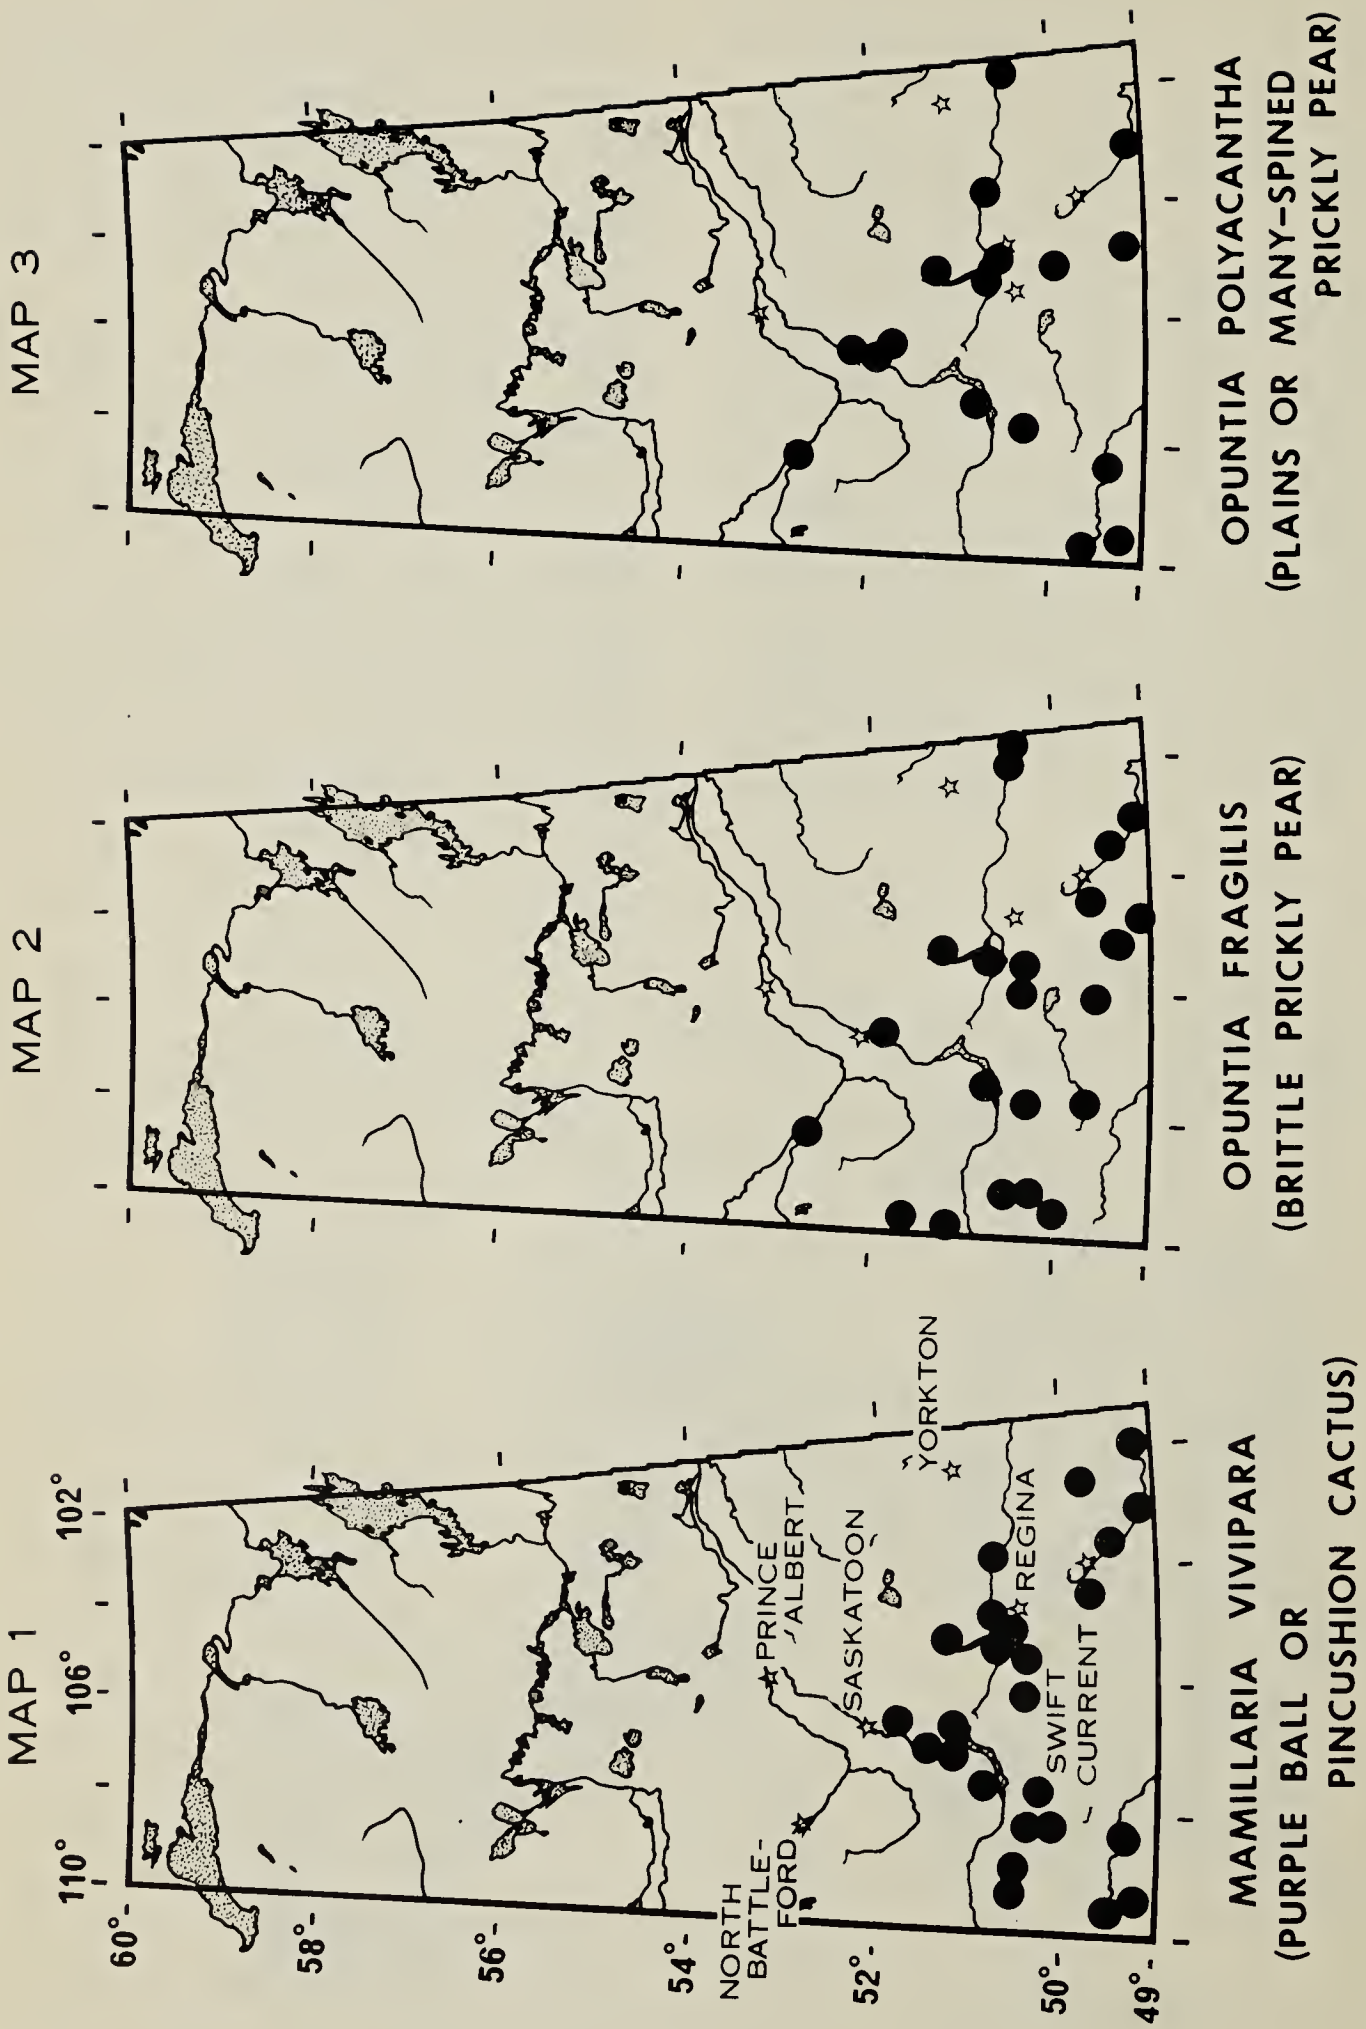 MAP 1
110°
106°
102°
60°-
58°-
56°-
54°-
52°-
50°-
49°-
NORTH
BATTLE-
FORD
PRINCE
ALBERT
SASKATOON
YORKTON
REGINA
SWIFT
CURRENT
MAMILLARIA VIVIPARA
(PURPLE BALL OR
PINCUSHION CACTUS)
MAP 2
OPUNTIA FRAGILIS
(BRITTLE PRICKLY PEAR)
MAP 3
OPUNTIA POLYACANTHA
(PLAINS OR MANY-SPINED
PRICKLY PEAR)